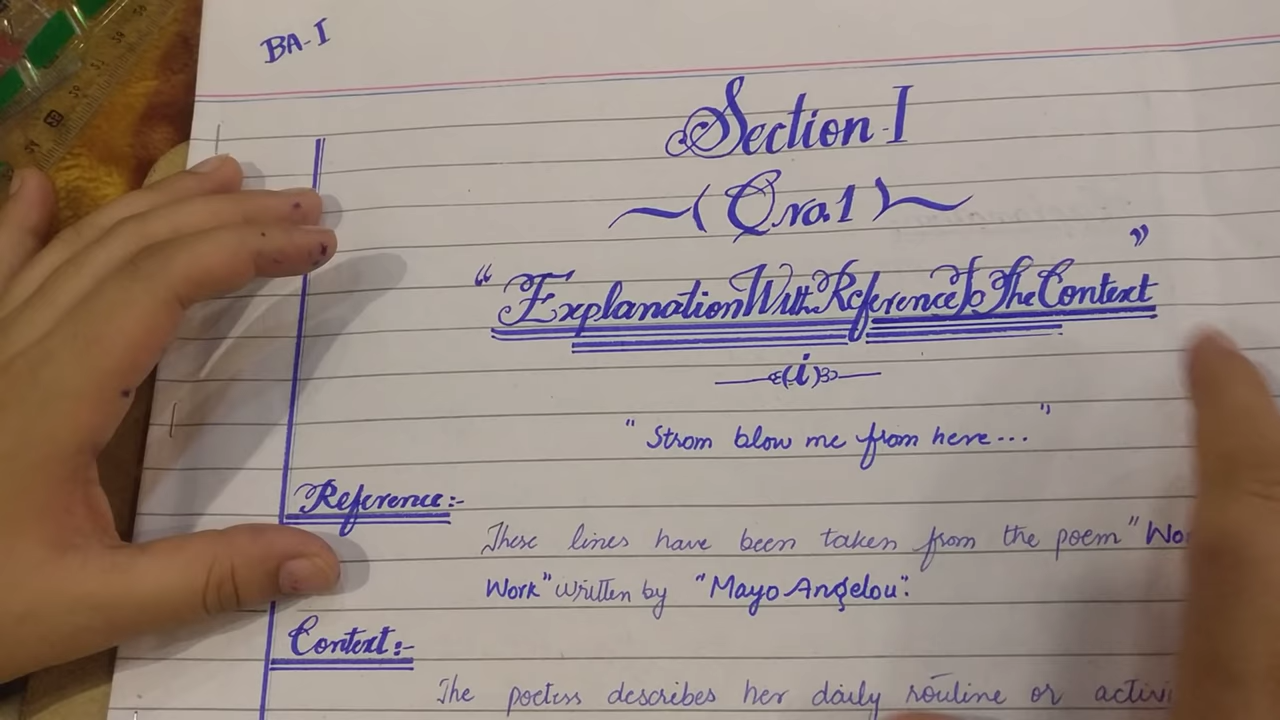 BA-I
Section-I
(Q no.1)
"Explanation With Reference To The Context"
(i)
"Strom blow me from here..."
Reference:-
These lines have been taken from the poem "Wo
Work" written by "Mayo Angelou".
Context:-
The poetess describes her daily routine or activi